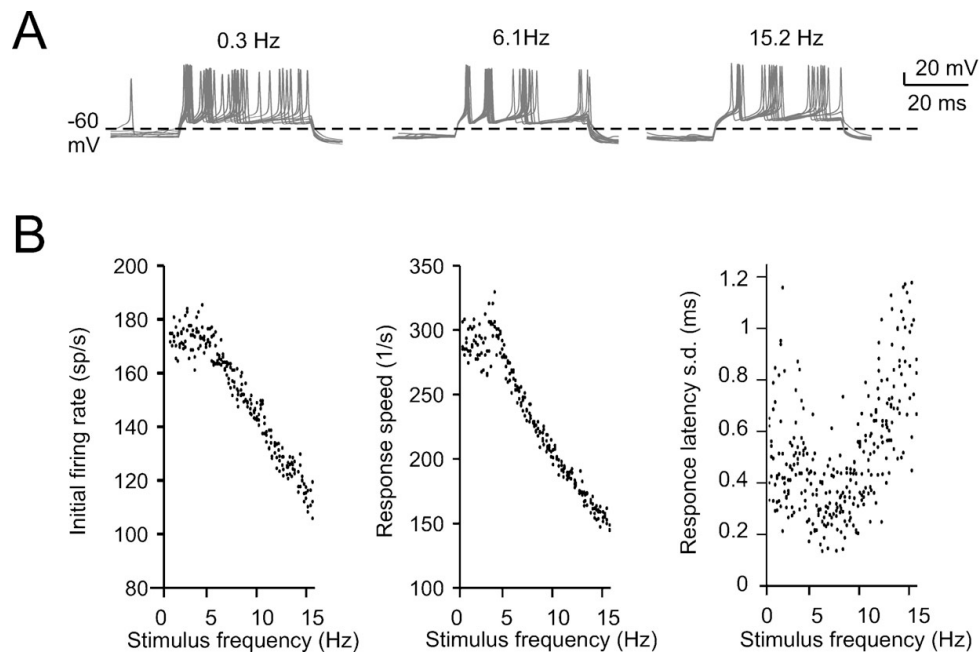 A
0.3 Hz
6.1Hz
15.2 Hz
20 mV
20 ms
-60
mV
B
Initial firing rate (sp/s)
200
180
160
140
120
100
80
0
5
10
15
Stimulus frequency (Hz)
Response speed (1/s)
350
300
250
200
150
100
0
5
10
15
Stimulus frequency (Hz)
Responce latency s.d. (ms)
1.2
1
0.8
0.6
0.4
0.2
0
0
5
10
15
Stimulus frequency (Hz)